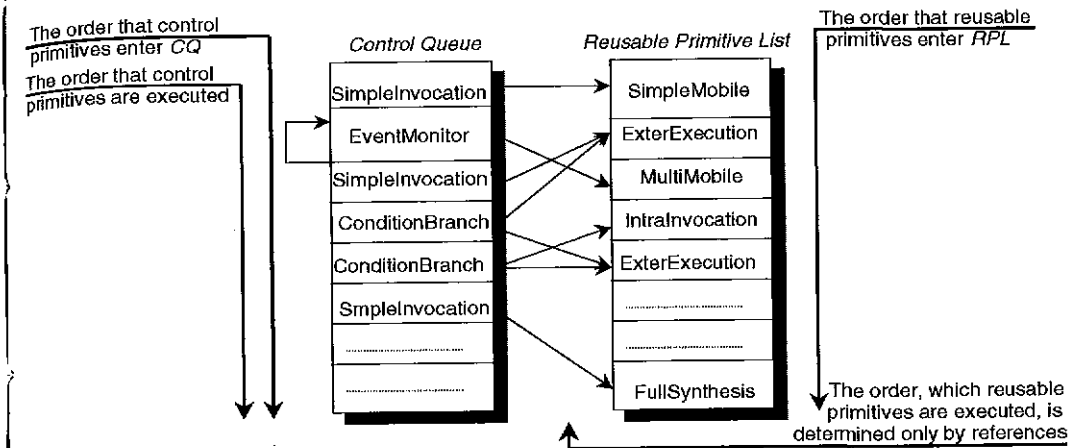 The order that control
primitives enter CQ
The order that control
primitives are executed
Control Queue
SimpleInvocation
EventMonitor
SimpleInvocation
ConditionBranch
ConditionBranch
SmpleInvocation
........................
........................
Reusable Primitive List
SimpleMobile
ExterExecution
MultiMobile
IntraInvocation
ExterExecution
........................
........................
FullSynthesis
The order that reusable
primitives enter RPL
The order, which reusable
primitives are executed, is
determined only by references